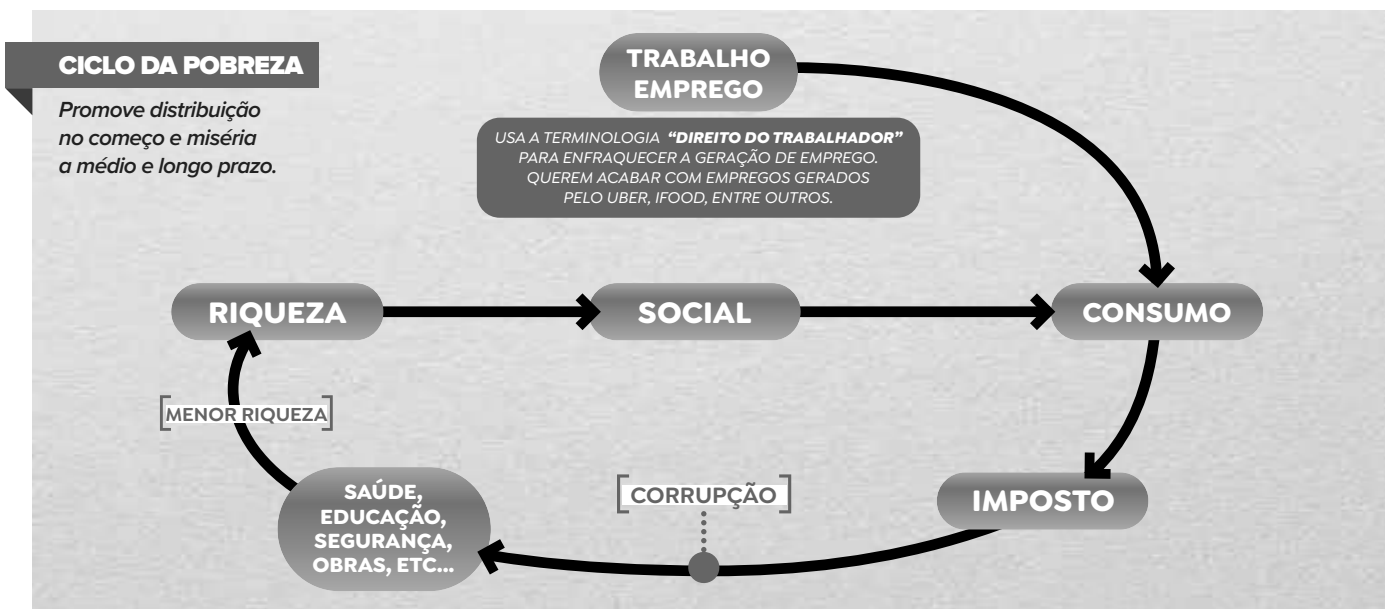 CICLO DA POBREZA
Promove distribuição
no começo e miséria
a médio e longo prazo.
TRABALHO
EMPREGO
USA A TERMINOLOGIA “DIREITO DO TRABALHADOR”
PARA ENFRAQUECER A GERAÇÃO DE EMPREGO.
QUEREM ACABAR COM EMPREGOS GERADOS
PELO UBER, IFOOD, ENTRE OUTROS.
RIQUEZA
SOCIAL
CONSUMO
[MENOR RIQUEZA]
SAÚDE,
EDUCAÇÃO,
SEGURANÇA,
OBRAS, ETC...
[CORRUPÇÃO]
IMPOSTO